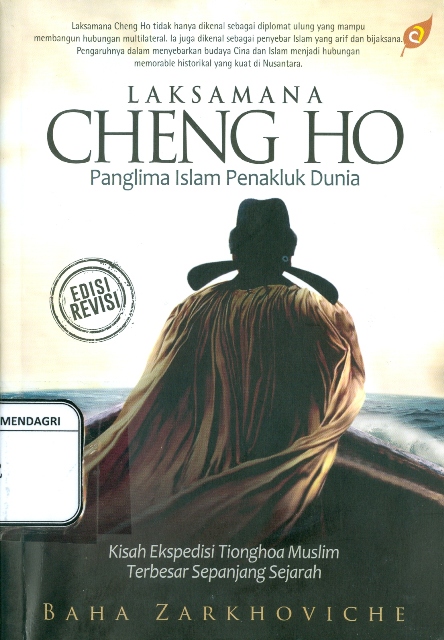 Laksamana Cheng Ho tidak hanya dikenal sebagai diplomat ulung yang mampu
membangun hubungan multilateral. Ia juga dikenal sebagai penyebar Islam yang arif dan bijaksana.
Pengaruhnya dalam menyebarkan budaya Cina dan Islam menjadi hubungan
memorable historikal yang kuat di Nusantara.
LAKSAMANA
CHENG HO
Panglima Islam Penakluk Dunia
EDISI
REVISI
MENDAGRI
Kisah Ekspedisi Tionghoa Muslim
Terbesar Sepanjang Sejarah
BAHA ZARKHOVICHE